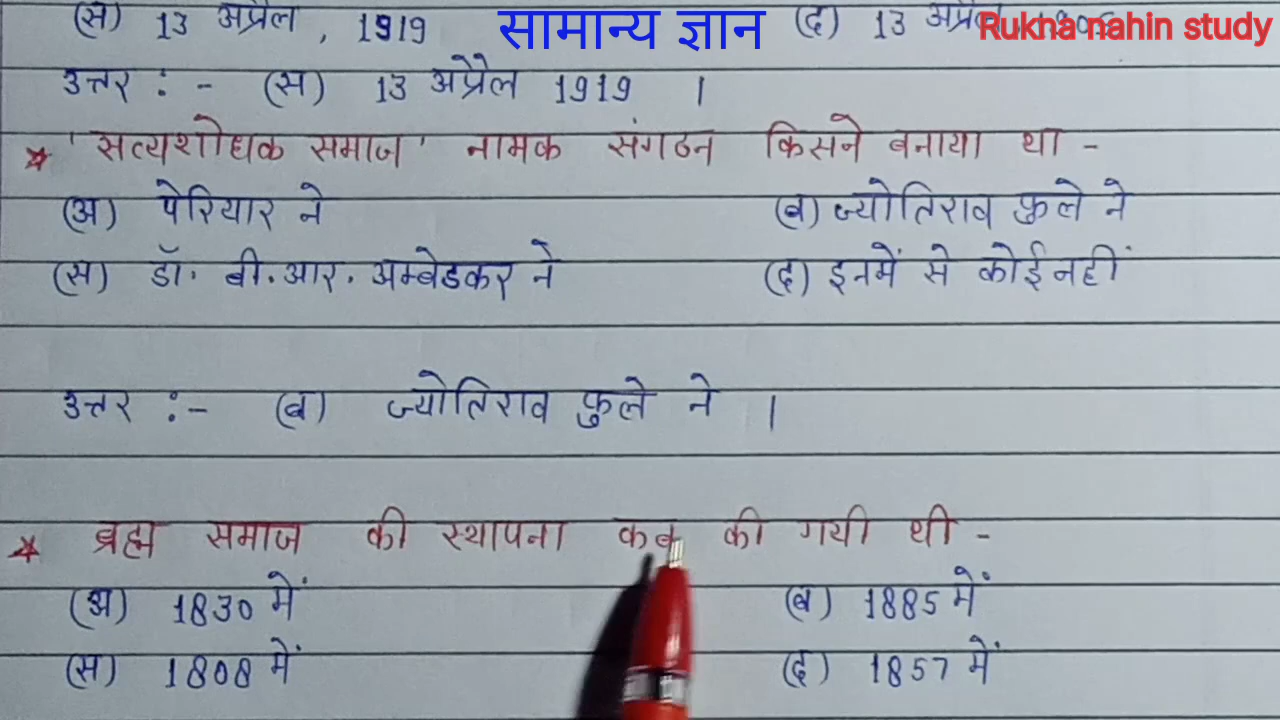 (स) 13 अप्रैल , 1919 सामान्य ज्ञान (द) 13 अप्रैल Rukna nahin study
उत्तर : - (स) 13 अप्रैल 1919 ।
* 'सत्यशोधक समाज' नामक संगठन किसने बनाया था -
(अ) पेरियार ने (ब) ज्योतिराव फुले ने
(स) डॉ. बी.आर. अम्बेडकर ने (द) इनमें से कोई नहीं
उत्तर :- (ब) ज्योतिराव फुले ने ।
* ब्रह्म समाज की स्थापना कब की गयी थी -
(अ) 1830 में (ब) 1885 में
(स) 1808 में (द) 1857 में